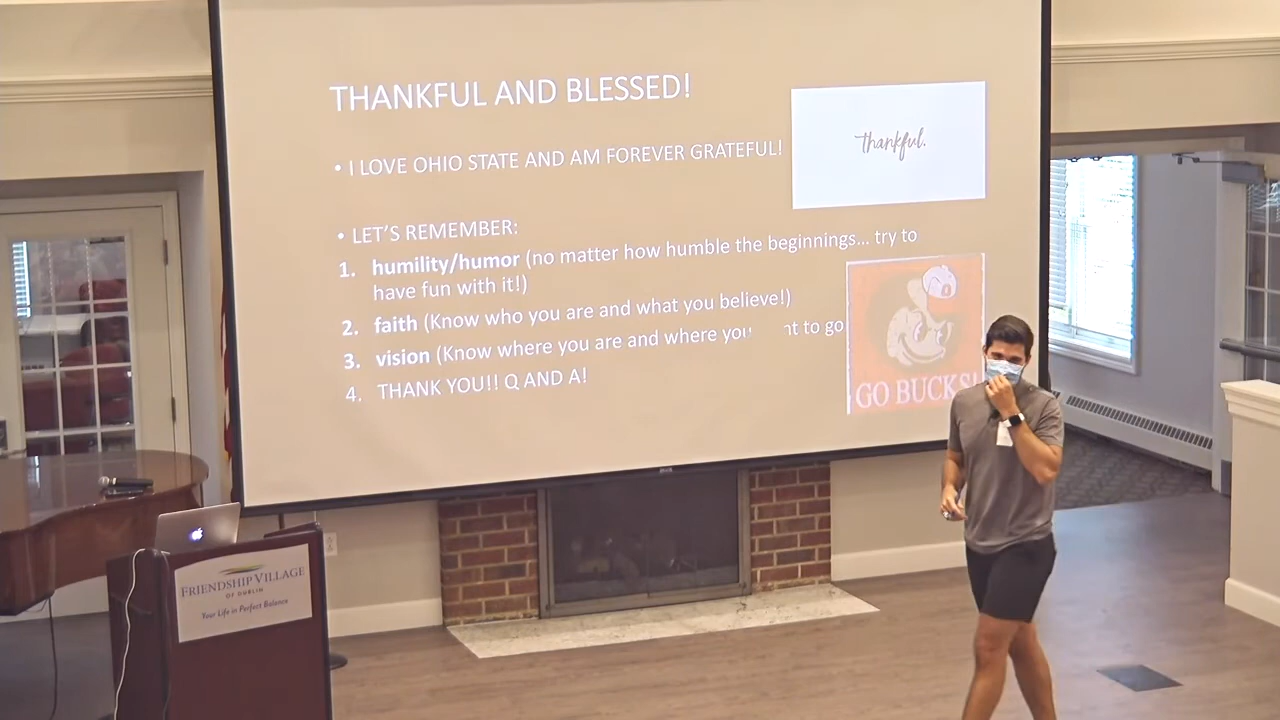 THANKFUL AND BLESSED!
• I LOVE OHIO STATE AND AM FOREVER GRATEFUL!
thankful.
• LET'S REMEMBER:
1. humility/humor (no matter how humble the beginnings... try to
have fun with it!)
2. faith (Know who you are and what you believe!)
3. vision (Know where you are and where you nt to go
4. THANK YOU!! Q AND A!
GO BUCKS!
FRIENDSHIP VILLAGE
OF DUBLIN
Your Life in Perfect Balance